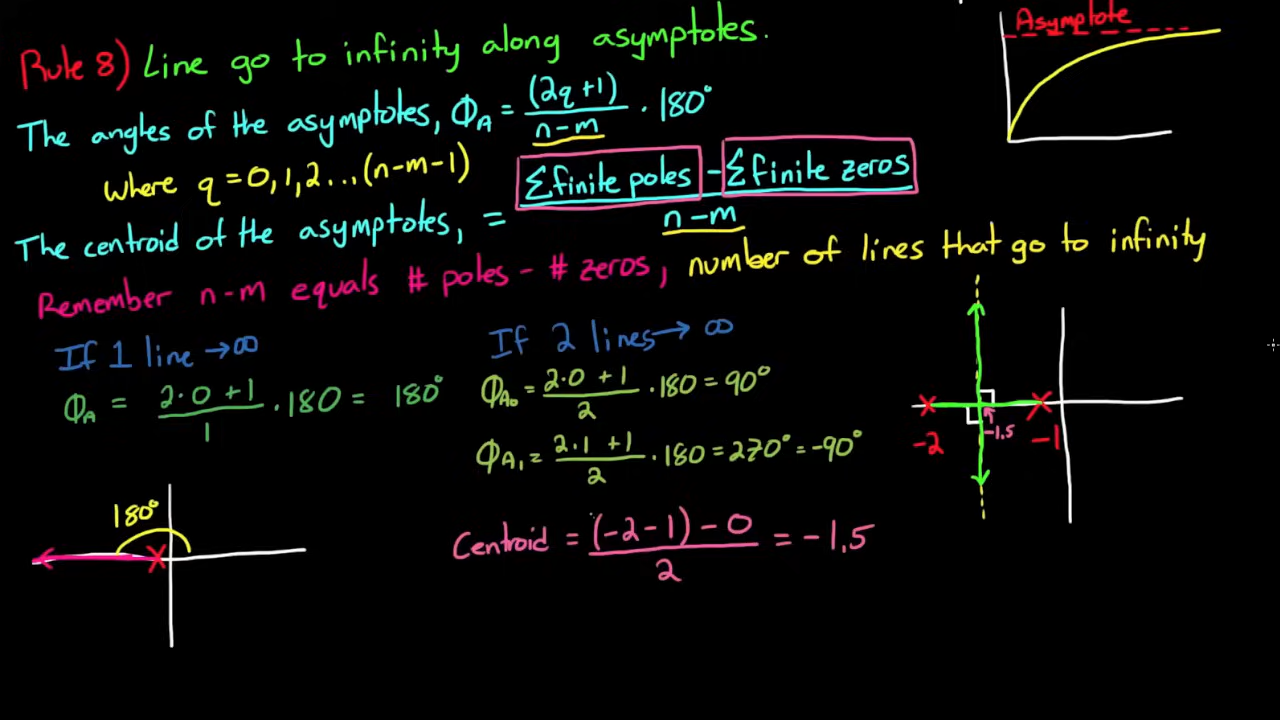 Asymptote
Rule 8) Line go to infinity along asymptotes.
The angles of the asymptotes, ΦA = (2q+1)/(n-m) · 180°
where q = 0, 1, 2 ... (n-m-1)
The centroid of the asymptotes, = (Σfinite poles - Σfinite zeros)/(n-m)
Remember n-m equals # poles - # zeros, number of lines that go to infinity
If 1 line → ∞
ΦA = (2·0+1)/1 · 180 = 180°
180°
If 2 lines → ∞
ΦA₀ = (2·0+1)/2 · 180 = 90°
ΦA₁ = (2·1+1)/2 · 180 = 270° = -90°
Centroid = ((-2-1) - 0)/2 = -1.5
-2 -1.5 -1